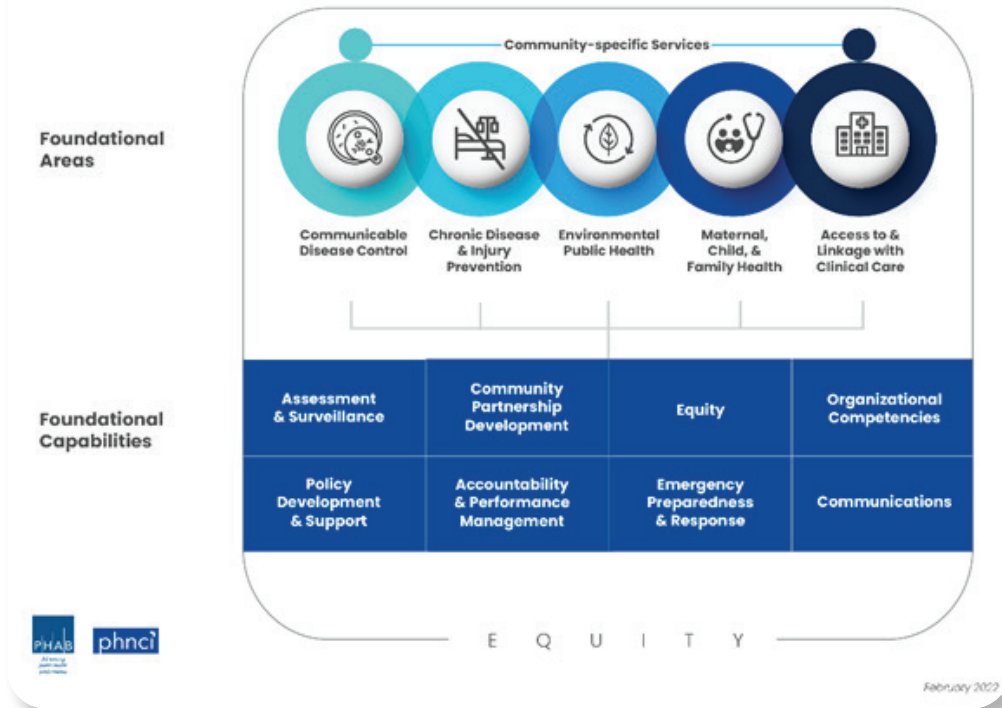 Community-specific Services
Foundational
Areas
Communicable
Disease Control
Chronic Disease
& Injury
Prevention
Environmental
Public Health
Maternal,
Child, &
Family Health
Access to &
Linkage with
Clinical Care
Foundational
Capabilities
Assessment
& Surveillance
Community
Partnership
Development
Equity
Organizational
Competencies
Policy
Development
& Support
Accountability
& Performance
Management
Emergency
Preparedness
& Response
Communications
PHAB
phnci
EQUITY
February 2022